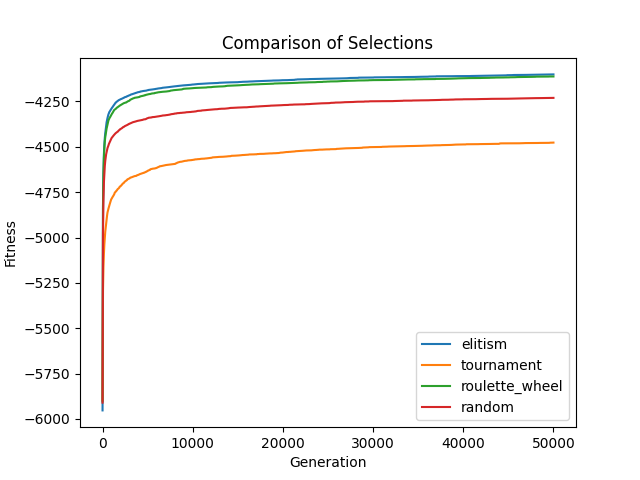 Comparison of Selections
Fitness
−4250
−4500
−4750
−5000
−5250
−5500
−5750
−6000
elitism
tournament
roulette_wheel
random
0
10000
20000
30000
40000
50000
Generation